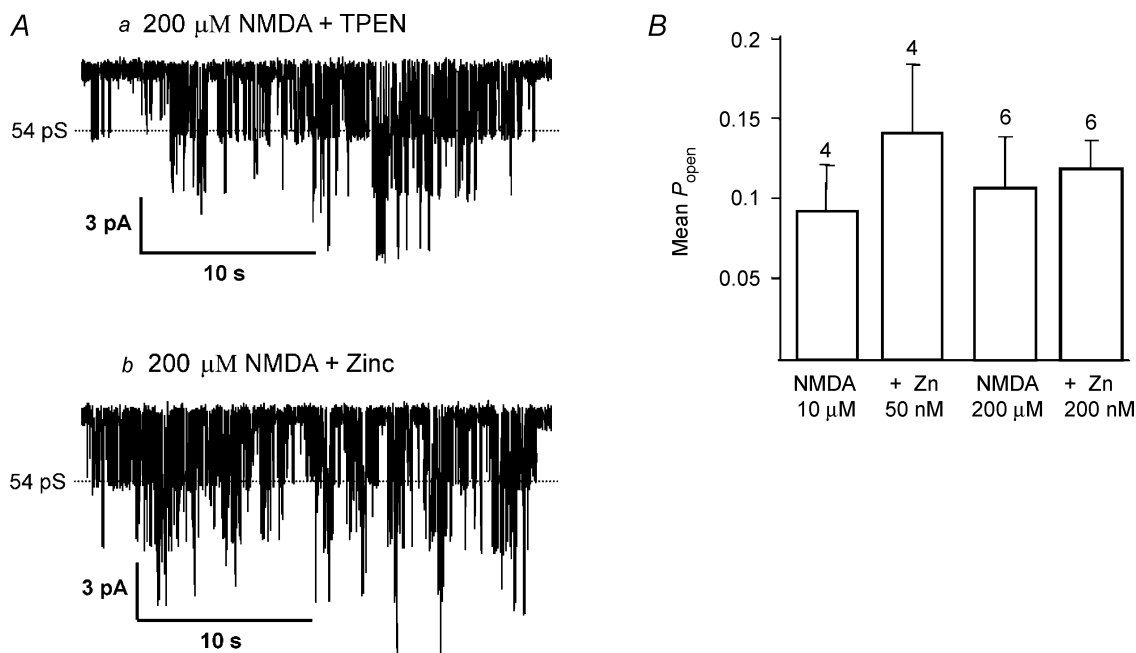 A
a 200 μM NMDA + TPEN
54 pS
3 pA
10 s
b 200 μM NMDA + Zinc
54 pS
3 pA
10 s
B
Mean Popen
0.2
0.15
0.1
0.05
4
4
6
6
NMDA + Zn NMDA + Zn
10 μM 50 nM 200 μM 200 nM